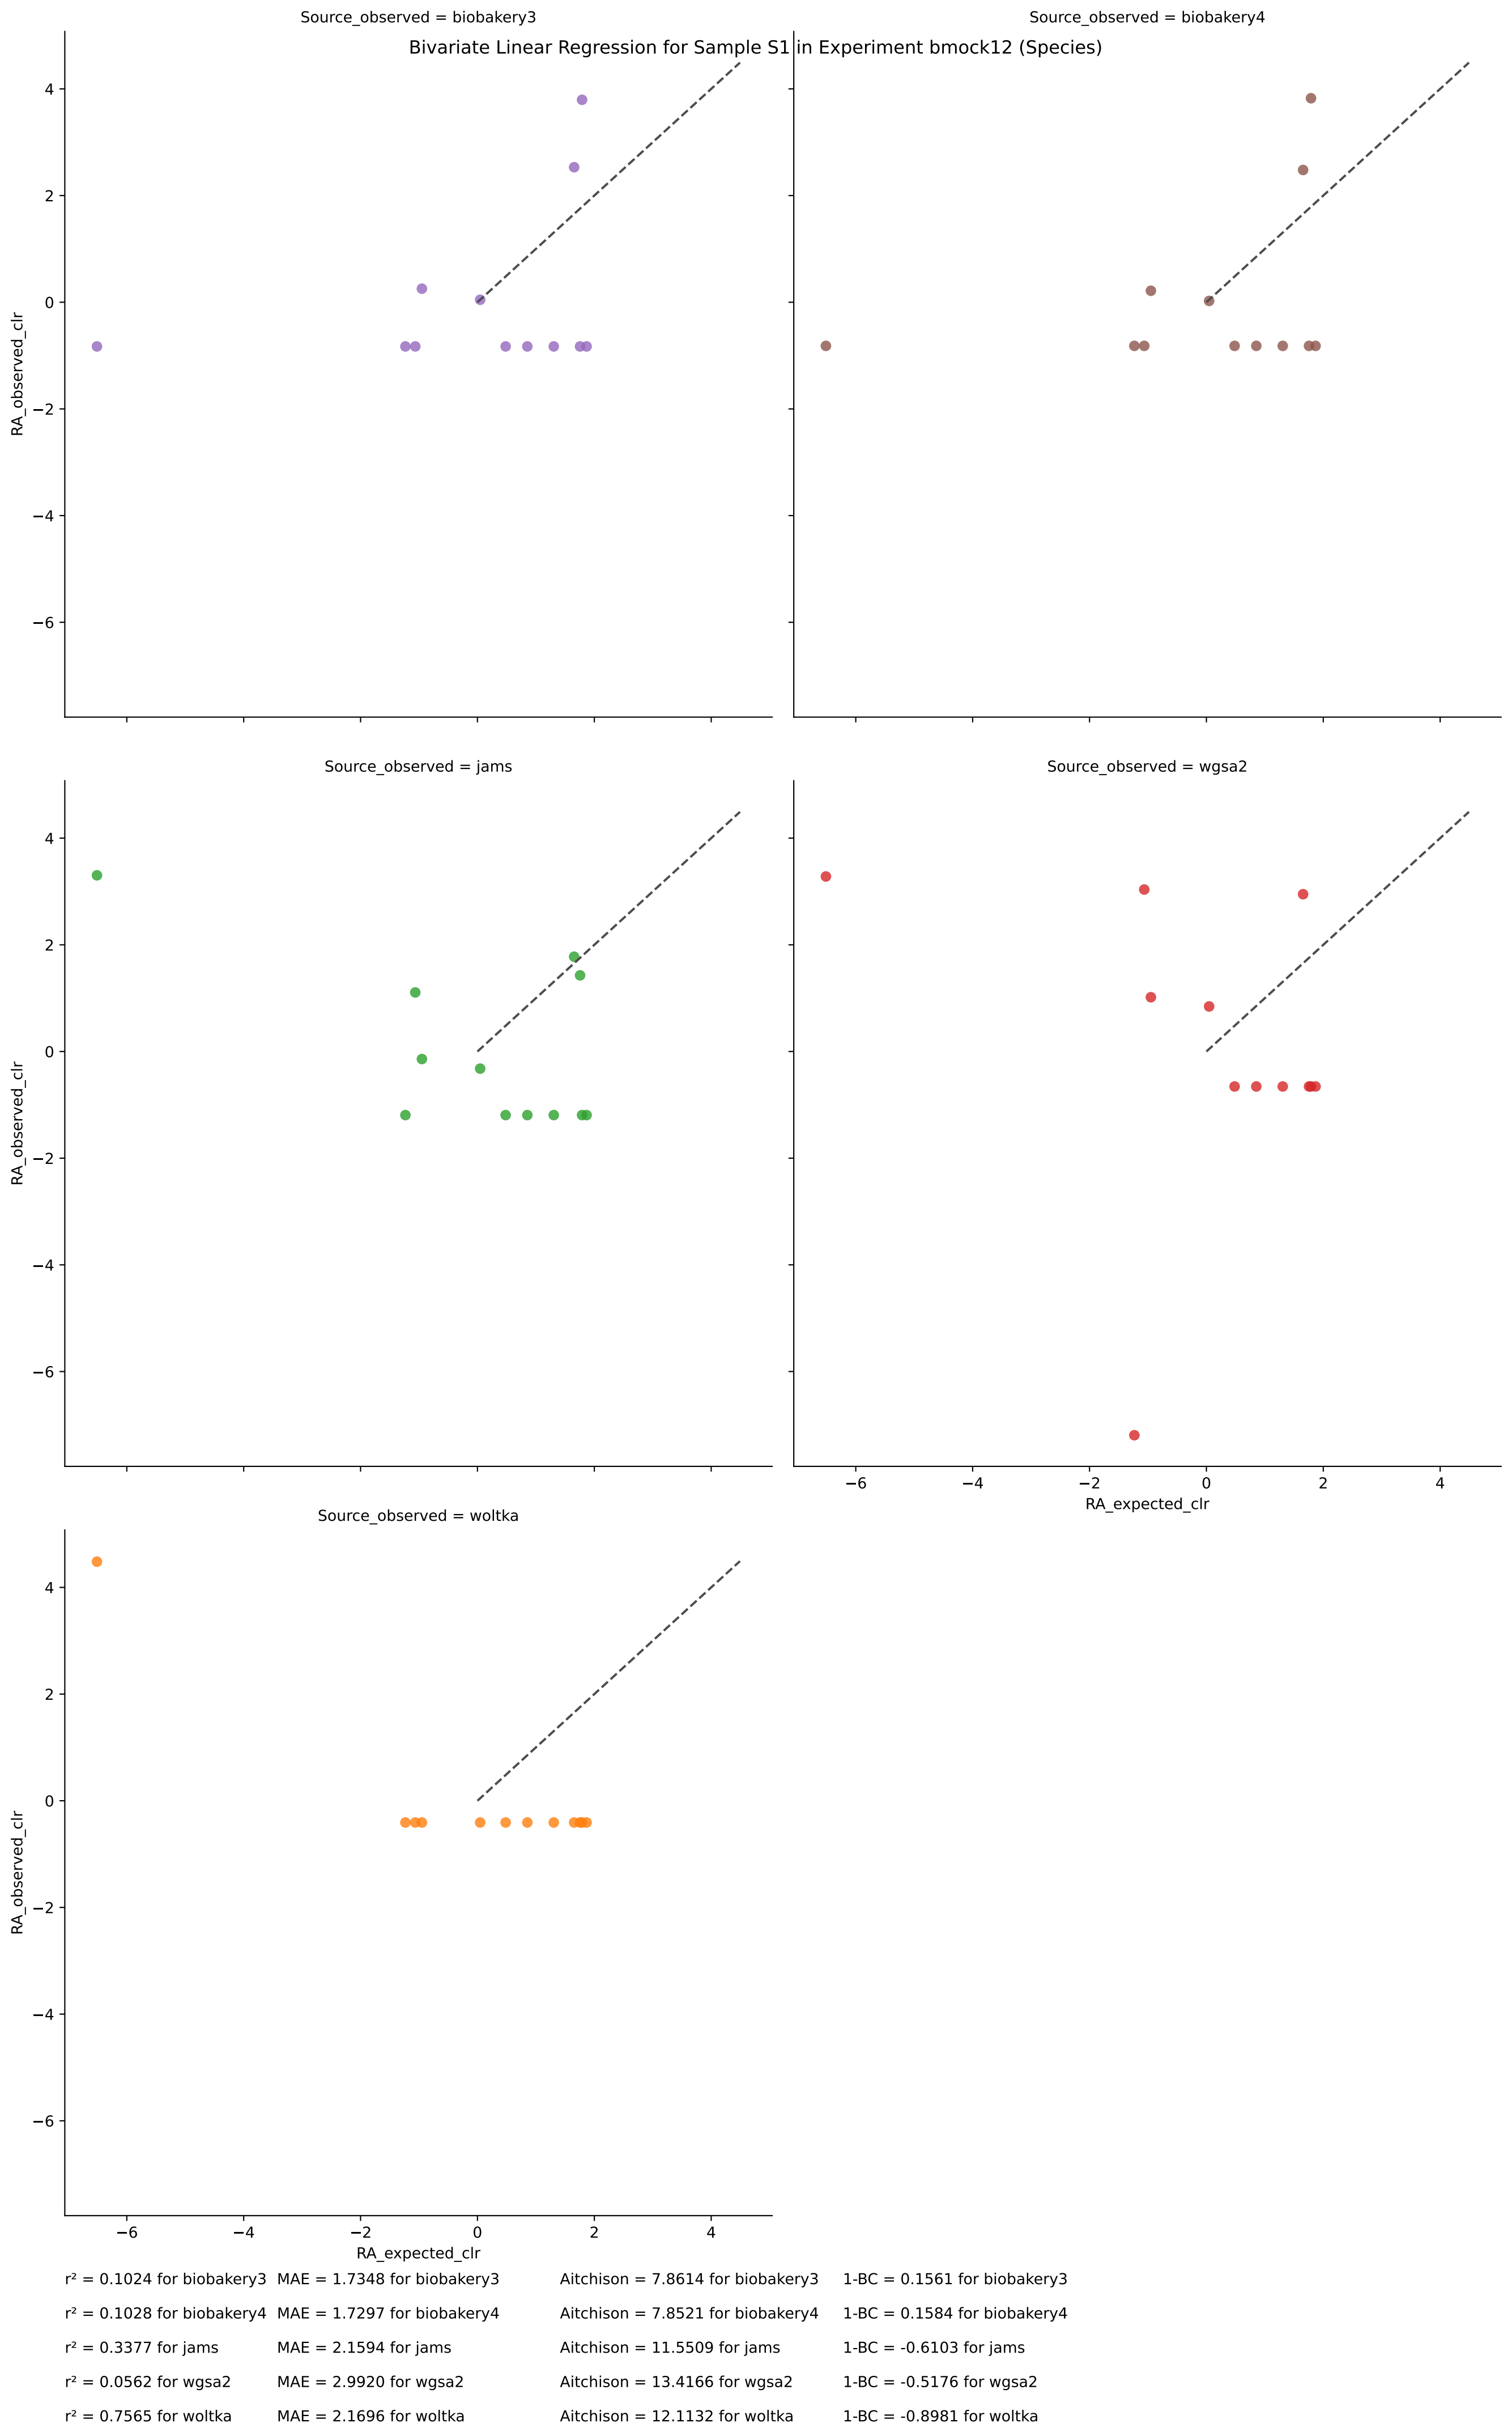 Source_observed = biobakery3
Source_observed = biobakery4
Bivariate Linear Regression for Sample S1 in Experiment bmock12 (Species)
4
2
0
−2
−4
−6
RA_observed_clr
Source_observed = jams
Source_observed = wgsa2
4
2
0
−2
−4
−6
RA_observed_clr
−6 −4 −2 0 2 4
RA_expected_clr
Source_observed = woltka
4
2
0
−2
−4
−6
RA_observed_clr
−6 −4 −2 0 2 4
RA_expected_clr
r² = 0.1024 for biobakery3 MAE = 1.7348 for biobakery3 Aitchison = 7.8614 for biobakery3 1-BC = 0.1561 for biobakery3
r² = 0.1028 for biobakery4 MAE = 1.7297 for biobakery4 Aitchison = 7.8521 for biobakery4 1-BC = 0.1584 for biobakery4
r² = 0.3377 for jams MAE = 2.1594 for jams Aitchison = 11.5509 for jams 1-BC = -0.6103 for jams
r² = 0.0562 for wgsa2 MAE = 2.9920 for wgsa2 Aitchison = 13.4166 for wgsa2 1-BC = -0.5176 for wgsa2
r² = 0.7565 for woltka MAE = 2.1696 for woltka Aitchison = 12.1132 for woltka 1-BC = -0.8981 for woltka